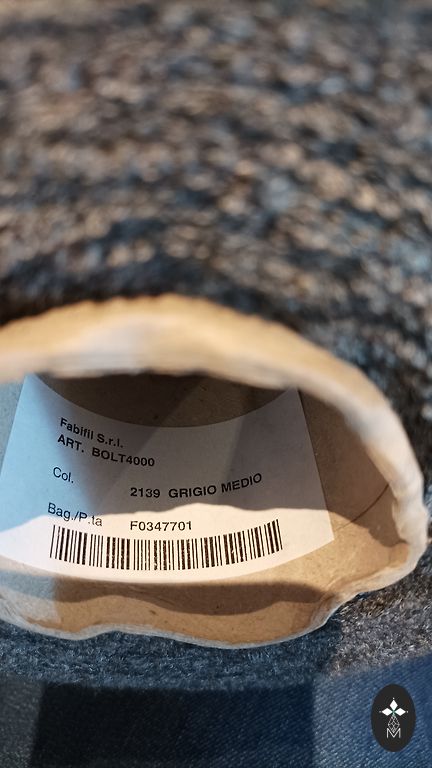 Fabifil S.r.l.
ART. BOLT4000
Col.
2139 GRIGIO MEDIO
Bag./P.ta F0347701
M